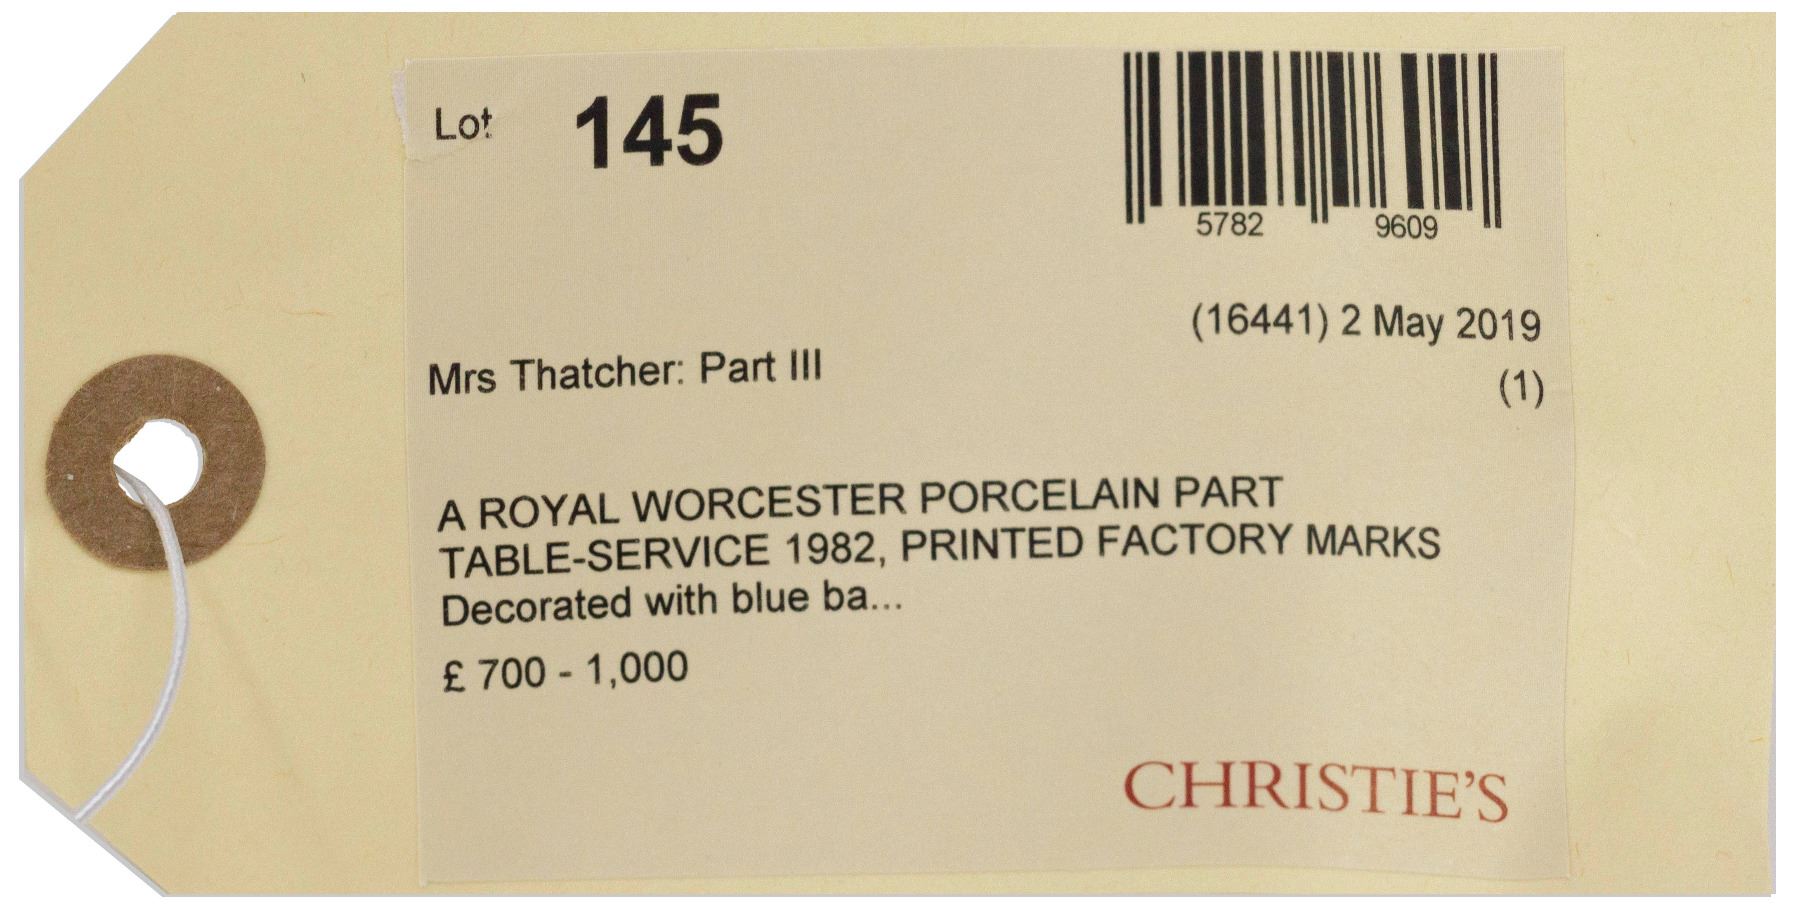 Lot 145
5782 9609
(16441) 2 May 2019
Mrs Thatcher: Part III
(1)
A ROYAL WORCESTER PORCELAIN PART
TABLE-SERVICE 1982, PRINTED FACTORY MARKS
Decorated with blue ba...
£ 700 - 1,000
CHRISTIE'S